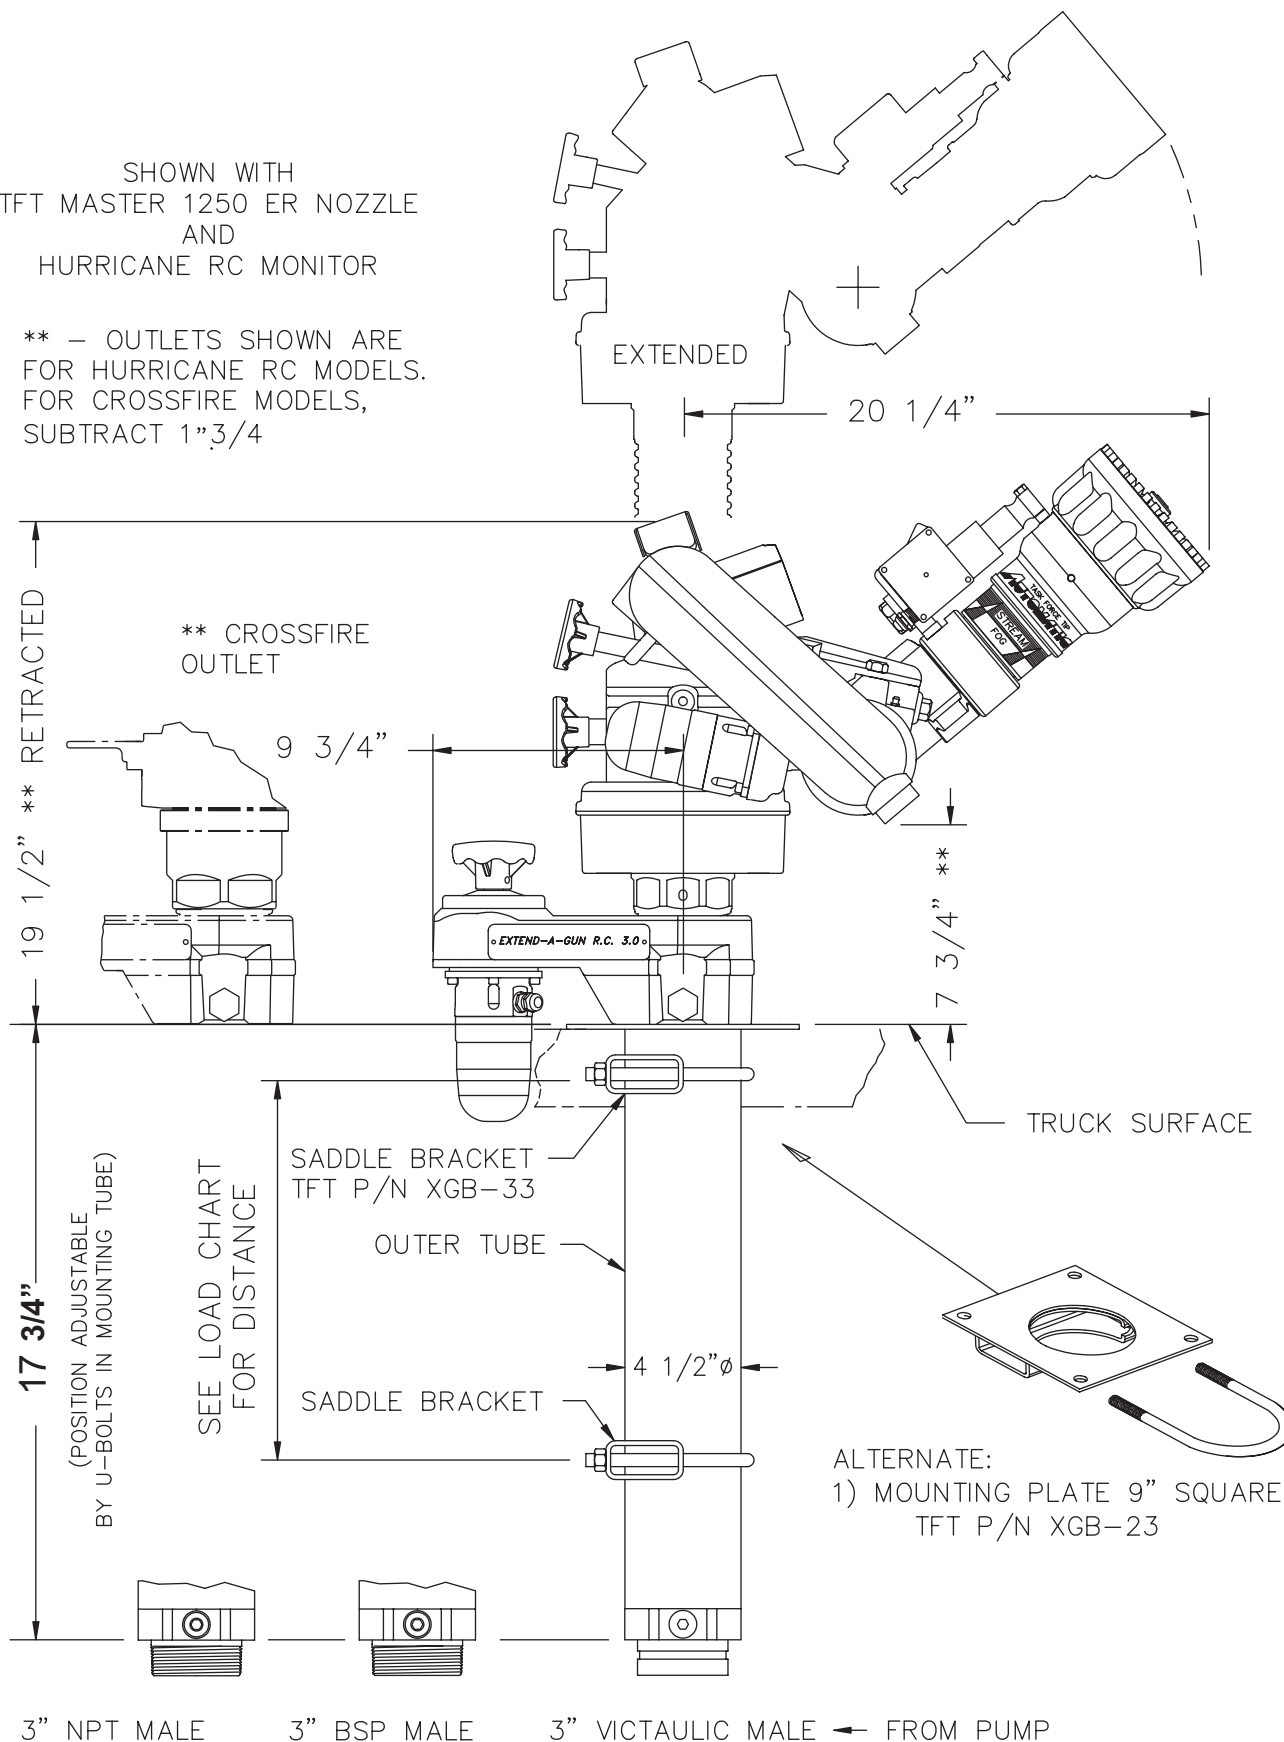 SHOWN WITH
TFT MASTER 1250 ER NOZZLE
AND
HURRICANE RC MONITOR
** – OUTLETS SHOWN ARE
FOR HURRICANE RC MODELS.
FOR CROSSFIRE MODELS,
SUBTRACT 1”3/4
EXTENDED
20 1/4”
19 1/2” ** RETRACTED
** CROSSFIRE
OUTLET
9 3/4”
TASK FORCE TIP
AUTOMATIC
STREAM
FOG
7 3/4” **
EXTEND-A-GUN R.C. 3.0
TRUCK SURFACE
SADDLE BRACKET
TFT P/N XGB-33
OUTER TUBE
17 3/4”
(POSITION ADJUSTABLE
BY U-BOLTS IN MOUNTING TUBE)
SEE LOAD CHART
FOR DISTANCE
4 1/2”ø
SADDLE BRACKET
ALTERNATE:
1) MOUNTING PLATE 9” SQUARE
TFT P/N XGB-23
3” NPT MALE
3” BSP MALE
3” VICTAULIC MALE ← FROM PUMP